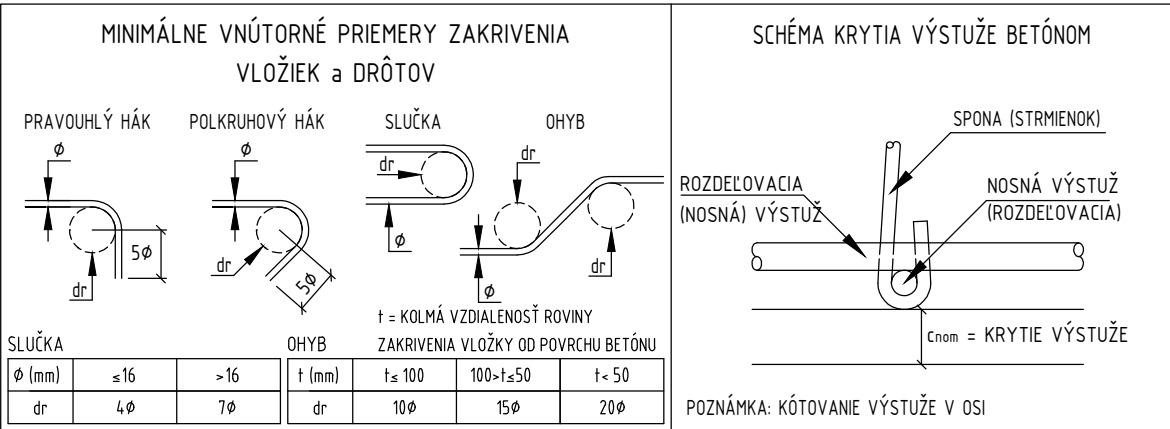 MINIMÁLNE VNÚTORNÉ PRIEMERY ZAKRIVENIA
VLOŽIEK a DRÔTOV
PRAVOUHLÝ HÁK
POLKRUHOVÝ HÁK
SLUČKA
OHYB
ϕ
5ϕ
dr
ϕ
dr
5ϕ
dr
ϕ
dr
ϕ
dr
t = KOLMÁ VZDIALENOSŤ ROVINY
ZAKRIVENIA VLOŽKY OD POVRCHU BETÓNU
SLUČKA
ϕ (mm) ≤16 >16
dr 4ϕ 7ϕ
OHYB
t (mm) t≤ 100 100>t≤50 t< 50
dr 10ϕ 15ϕ 20ϕ
SCHÉMA KRYTIA VÝSTUŽE BETÓNOM
SPONA (STRMIENOK)
ROZDEĽOVACIA
(NOSNÁ) VÝSTUŽ
NOSNÁ VÝSTUŽ
(ROZDEĽOVACIA)
Cnom = KRYTIE VÝSTUŽE
POZNÁMKA: KÓTOVANIE VÝSTUŽE V OSI